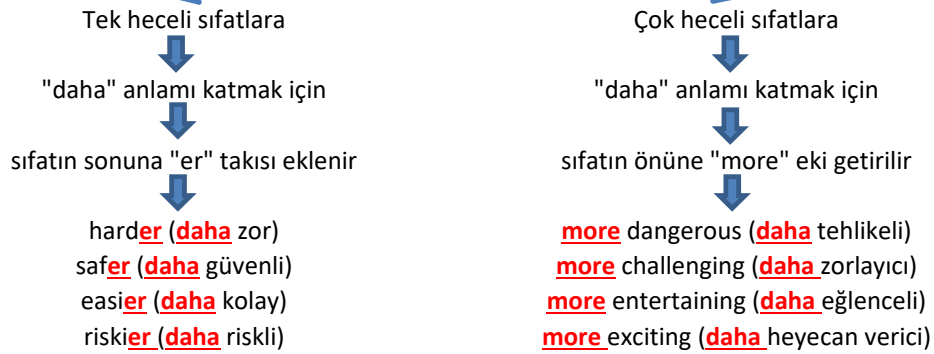 Tek heceli sıfatlara
"daha" anlamı katmak için
sıfatın sonuna "er" takısı eklenir
harder (daha zor)
safer (daha güvenli)
easier (daha kolay)
riskier (daha riskli)
Çok heceli sıfatlara
"daha" anlamı katmak için
sıfatın önüne "more" eki getirilir
more dangerous (daha tehlikeli)
more challenging (daha zorlayıcı)
more entertaining (daha eğlenceli)
more exciting (daha heyecan verici)